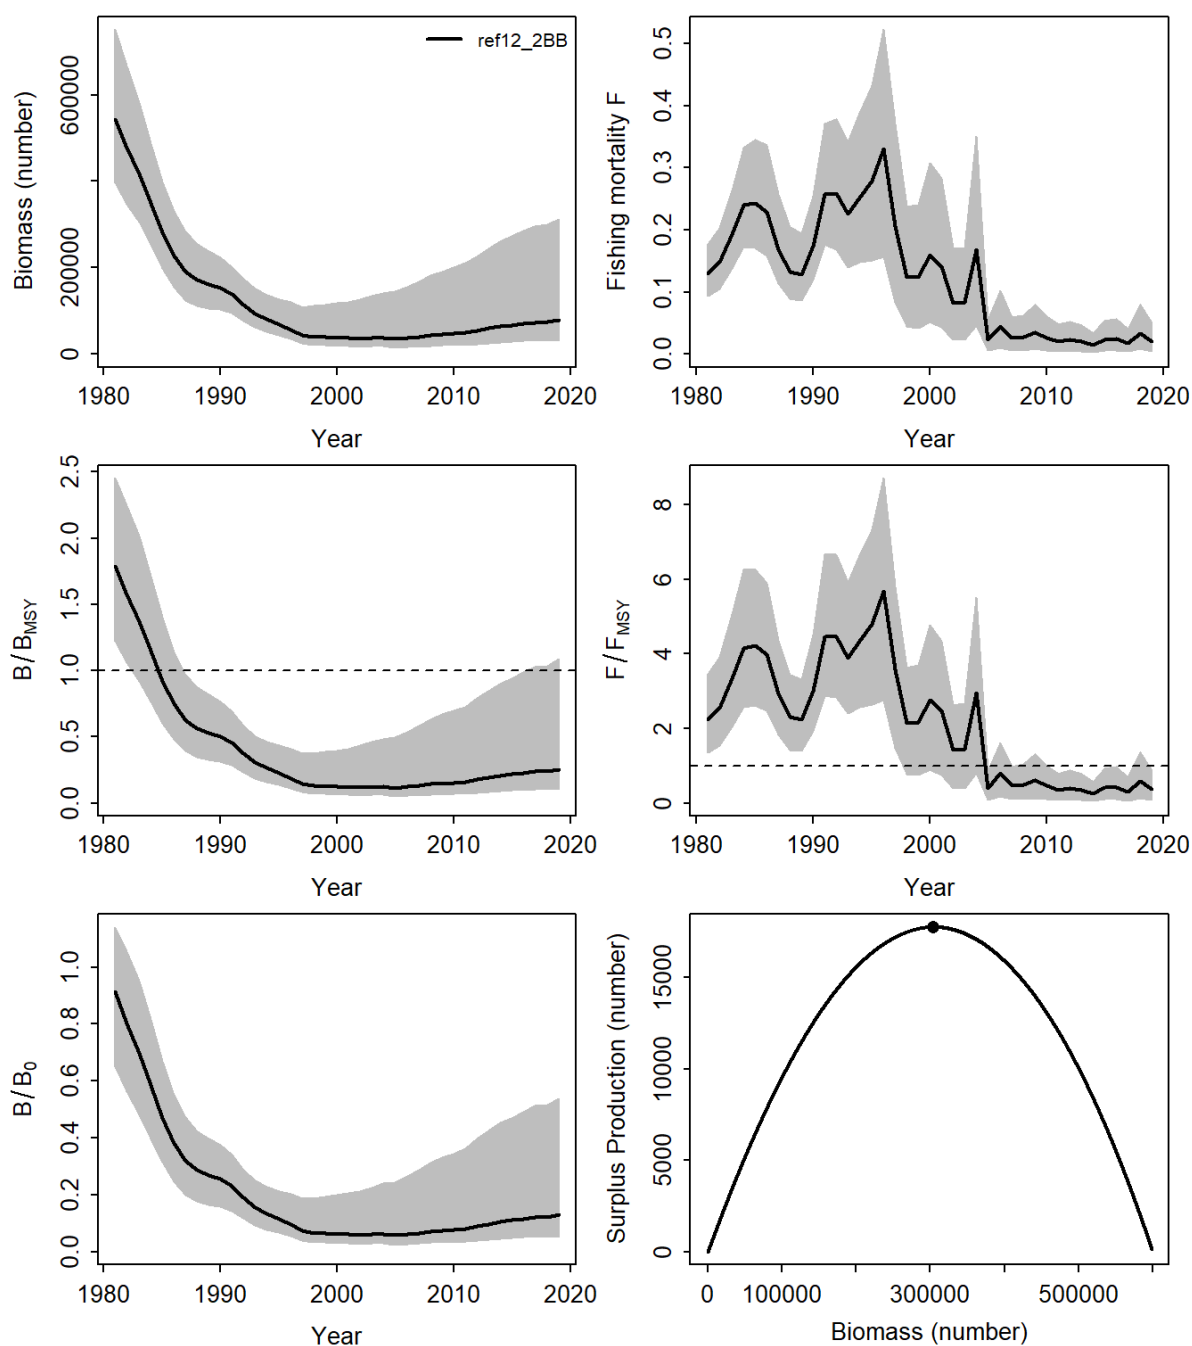 ref12_2BB
Biomass (number)
0
200000
600000
1980 1990 2000 2010 2020
Year
Fishing mortality F
0.0 0.1 0.2 0.3 0.4 0.5
1980 1990 2000 2010 2020
Year
B/B_MSY
0.0 0.5 1.0 1.5 2.0 2.5
1980 1990 2000 2010 2020
Year
F/F_MSY
0 2 4 6 8
1980 1990 2000 2010 2020
Year
B/B_0
0.0 0.2 0.4 0.6 0.8 1.0
1980 1990 2000 2010 2020
Year
Surplus Production (number)
0 5000 10000 15000
0 100000 300000 500000
Biomass (number)